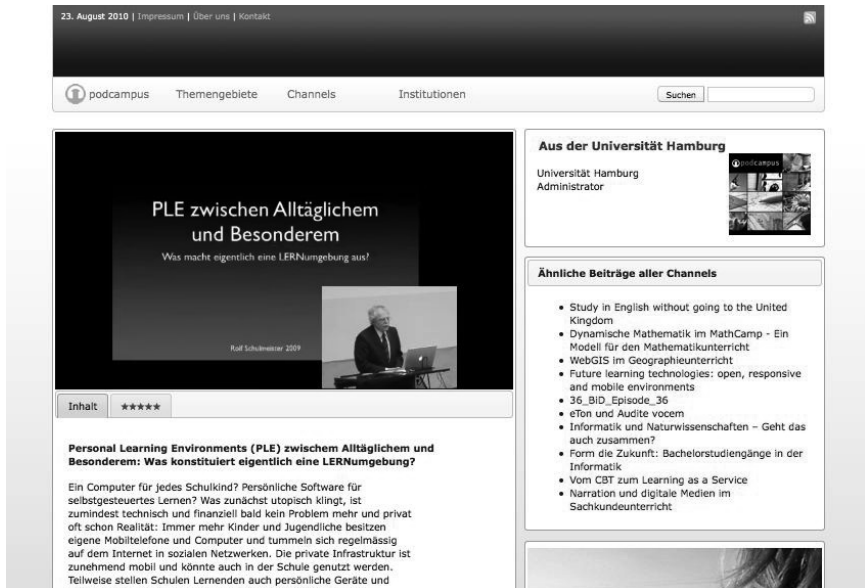 23. August 2010 | Impressum | Über uns | Kontakt
podcampus Themengebiete Channels Institutionen Suchen
PLE zwischen Alltäglichem
und Besonderem
Was macht eigentlich eine LERNumgebung aus?
Rolf Schulmeister 2009
Inhalt ★★★★★
Personal Learning Environments (PLE) zwischem Alltäglichem und
Besonderem: Was konstituiert eigentlich eine LERNumgebung?
Ein Computer für jedes Schulkind? Persönliche Software für
selbstgesteuertes Lernen? Was zunächst utopisch klingt, ist
zumindest technisch und finanziell bald kein Problem mehr und privat
oft schon Realität: Immer mehr Kinder und Jugendliche besitzen
eigene Mobiltelefone und Computer und tummeln sich regelmässig
auf dem Internet in sozialen Netzwerken. Die private Infrastruktur ist
zunehmend mobil und könnte auch in der Schule genutzt werden.
Teilweise stellen Schulen Lernenden auch persönliche Geräte und
Aus der Universität Hamburg
Universität Hamburg
Administrator
podcampus
Ähnliche Beiträge aller Channels
• Study in English without going to the United
Kingdom
• Dynamische Mathematik im MathCamp - Ein
Modell für den Mathematikunterricht
• WebGIS im Geographieunterricht
• Future learning technologies: open, responsive
and mobile environments
• 36_BiD_Episode_36
• eTon und Audite vocem
• Informatik und Naturwissenschaften – Geht das
auch zusammen?
• Form die Zukunft: Bachelorstudiengänge in der
Informatik
• Vom CBT zum Learning as a Service
• Narration und digitale Medien im
Sachkundeunterricht